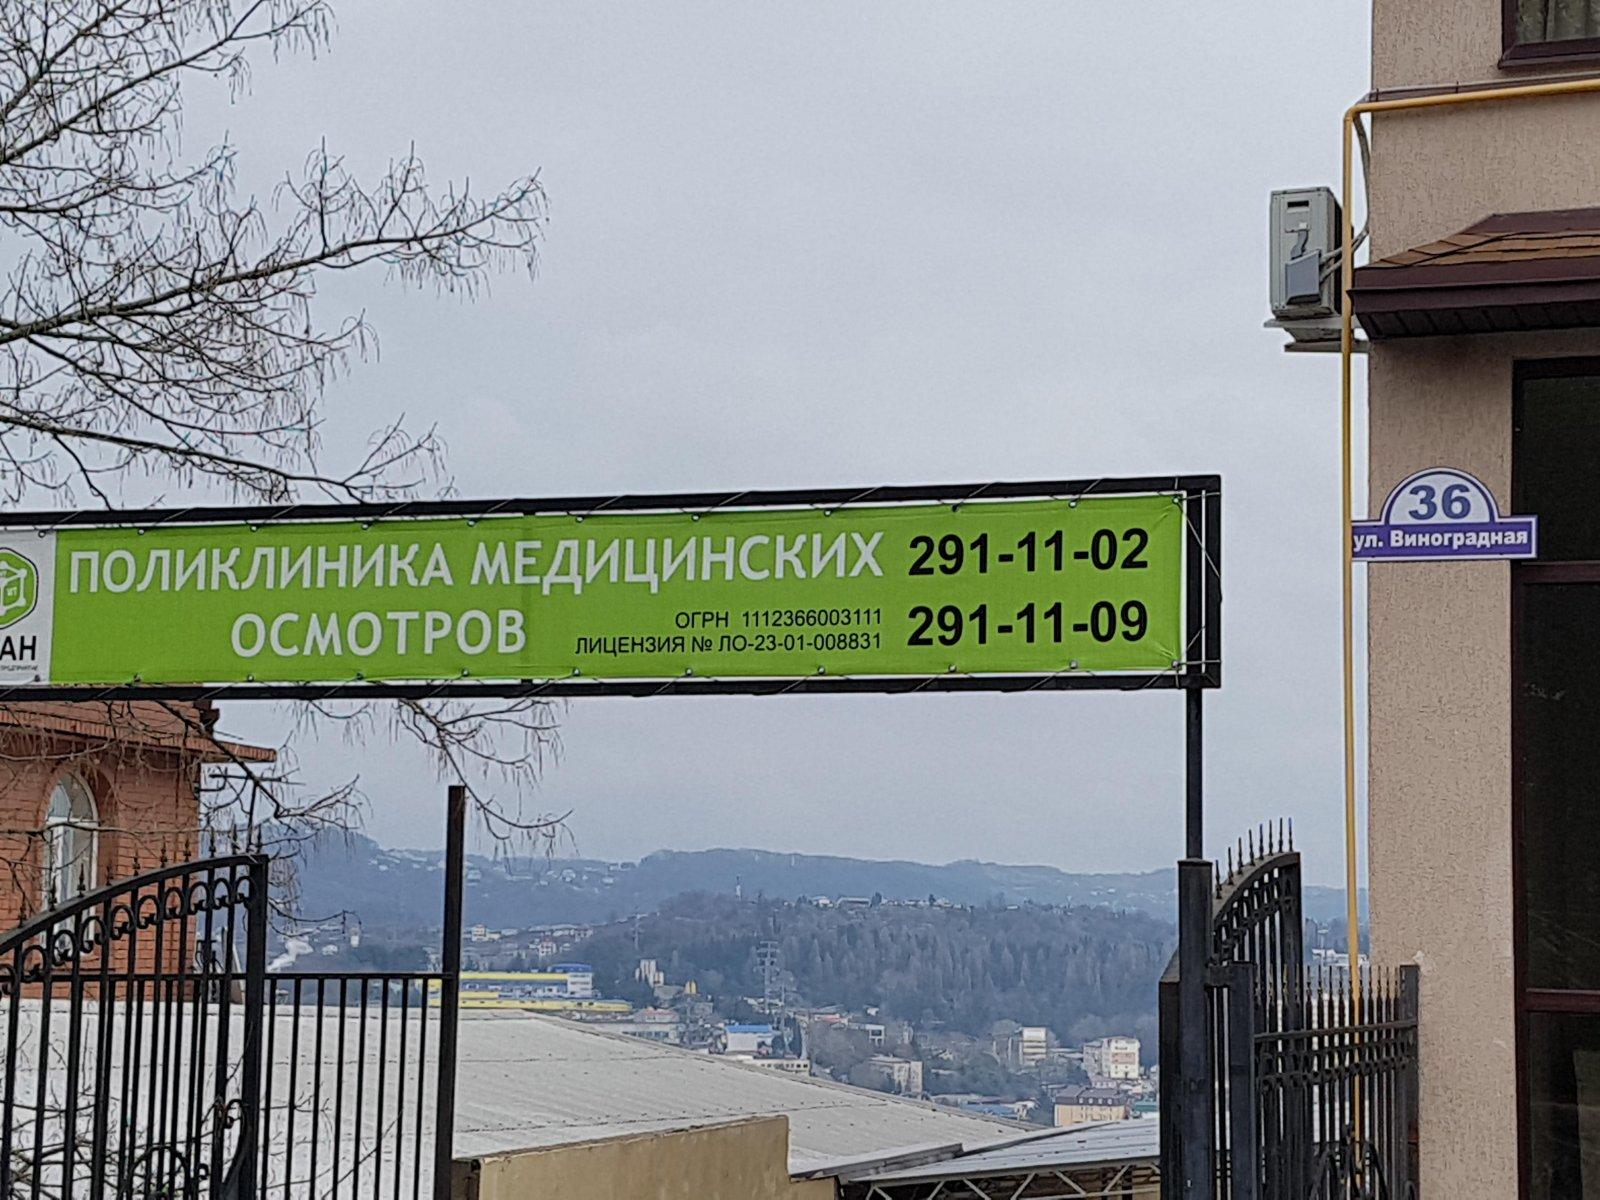 ПОЛИКЛИНИКА МЕДИЦИНСКИХ
ОСМОТРОВ
ОГРН 1112366003111
ЛИЦЕНЗИЯ № ЛО-23-01-008831
291-11-02
291-11-09
АН
36
ул. Виноградная